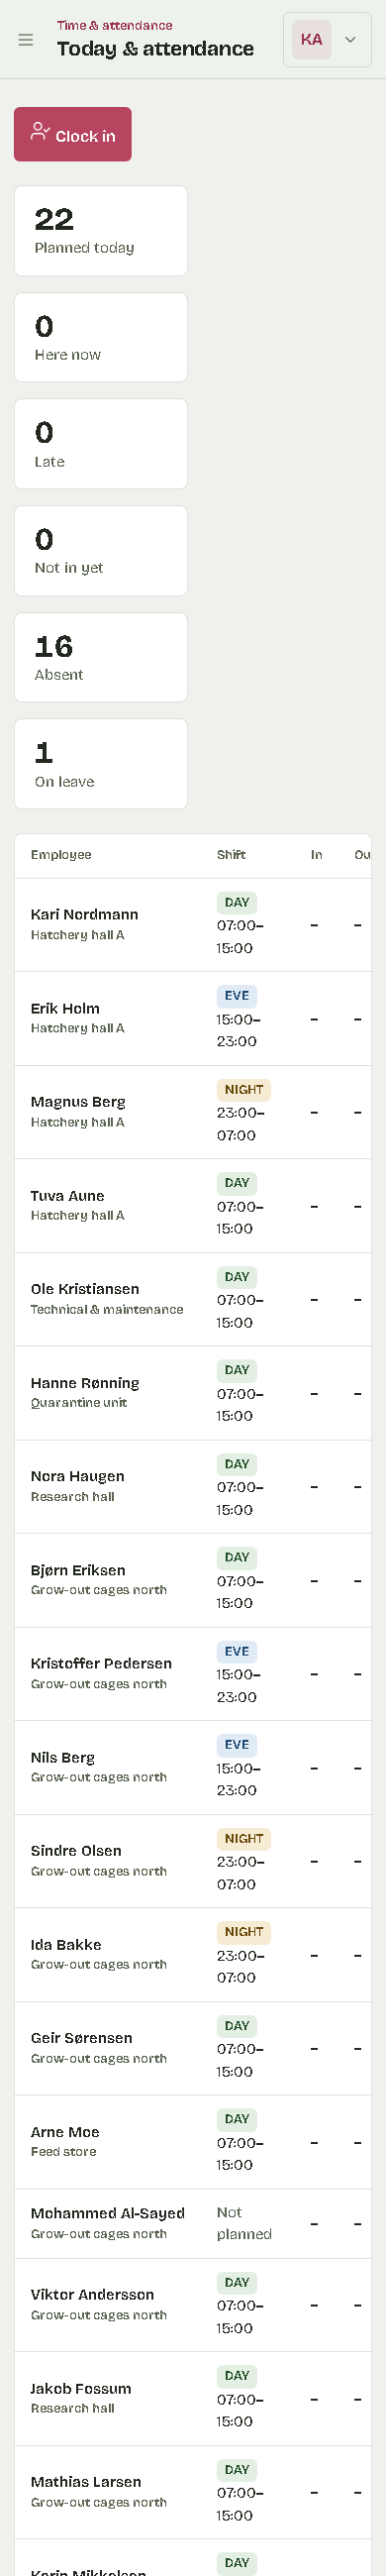 Time & attendance
Today & attendance
KA
Clock in
22
Planned today
0
Here now
0
Late
0
Not in yet
16
Absent
1
On leave
Employee Shift In Ou
Kari Nordmann
Hatchery hall A
DAY
07:00–
15:00
– –
Erik Holm
Hatchery hall A
EVE
15:00–
23:00
– –
Magnus Berg
Hatchery hall A
NIGHT
23:00–
07:00
– –
Tuva Aune
Hatchery hall A
DAY
07:00–
15:00
– –
Ole Kristiansen
Technical & maintenance
DAY
07:00–
15:00
– –
Hanne Rønning
Quarantine unit
DAY
07:00–
15:00
– –
Nora Haugen
Research hall
DAY
07:00–
15:00
– –
Bjørn Eriksen
Grow-out cages north
DAY
07:00–
15:00
– –
Kristoffer Pedersen
Grow-out cages north
EVE
15:00–
23:00
– –
Nils Berg
Grow-out cages north
EVE
15:00–
23:00
– –
Sindre Olsen
Grow-out cages north
NIGHT
23:00–
07:00
– –
Ida Bakke
Grow-out cages north
NIGHT
23:00–
07:00
– –
Geir Sørensen
Grow-out cages north
DAY
07:00–
15:00
– –
Arne Moe
Feed store
DAY
07:00–
15:00
– –
Mohammed Al-Sayed
Grow-out cages north
Not
planned
– –
Viktor Andersson
Grow-out cages north
DAY
07:00–
15:00
– –
Jakob Fossum
Research hall
DAY
07:00–
15:00
– –
Mathias Larsen
Grow-out cages north
DAY
07:00–
15:00
– –
Karin Mikkelsen
DAY